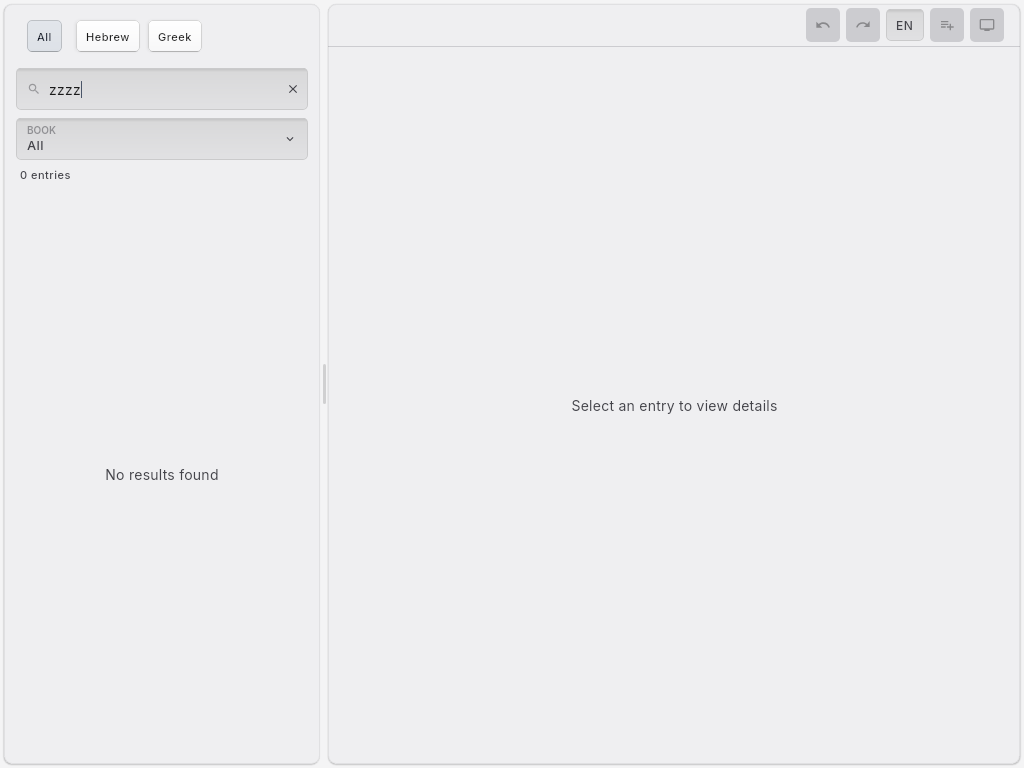 All
Hebrew
Greek
EN
zzzz
BOOK
All
0 entries
No results found
Select an entry to view details